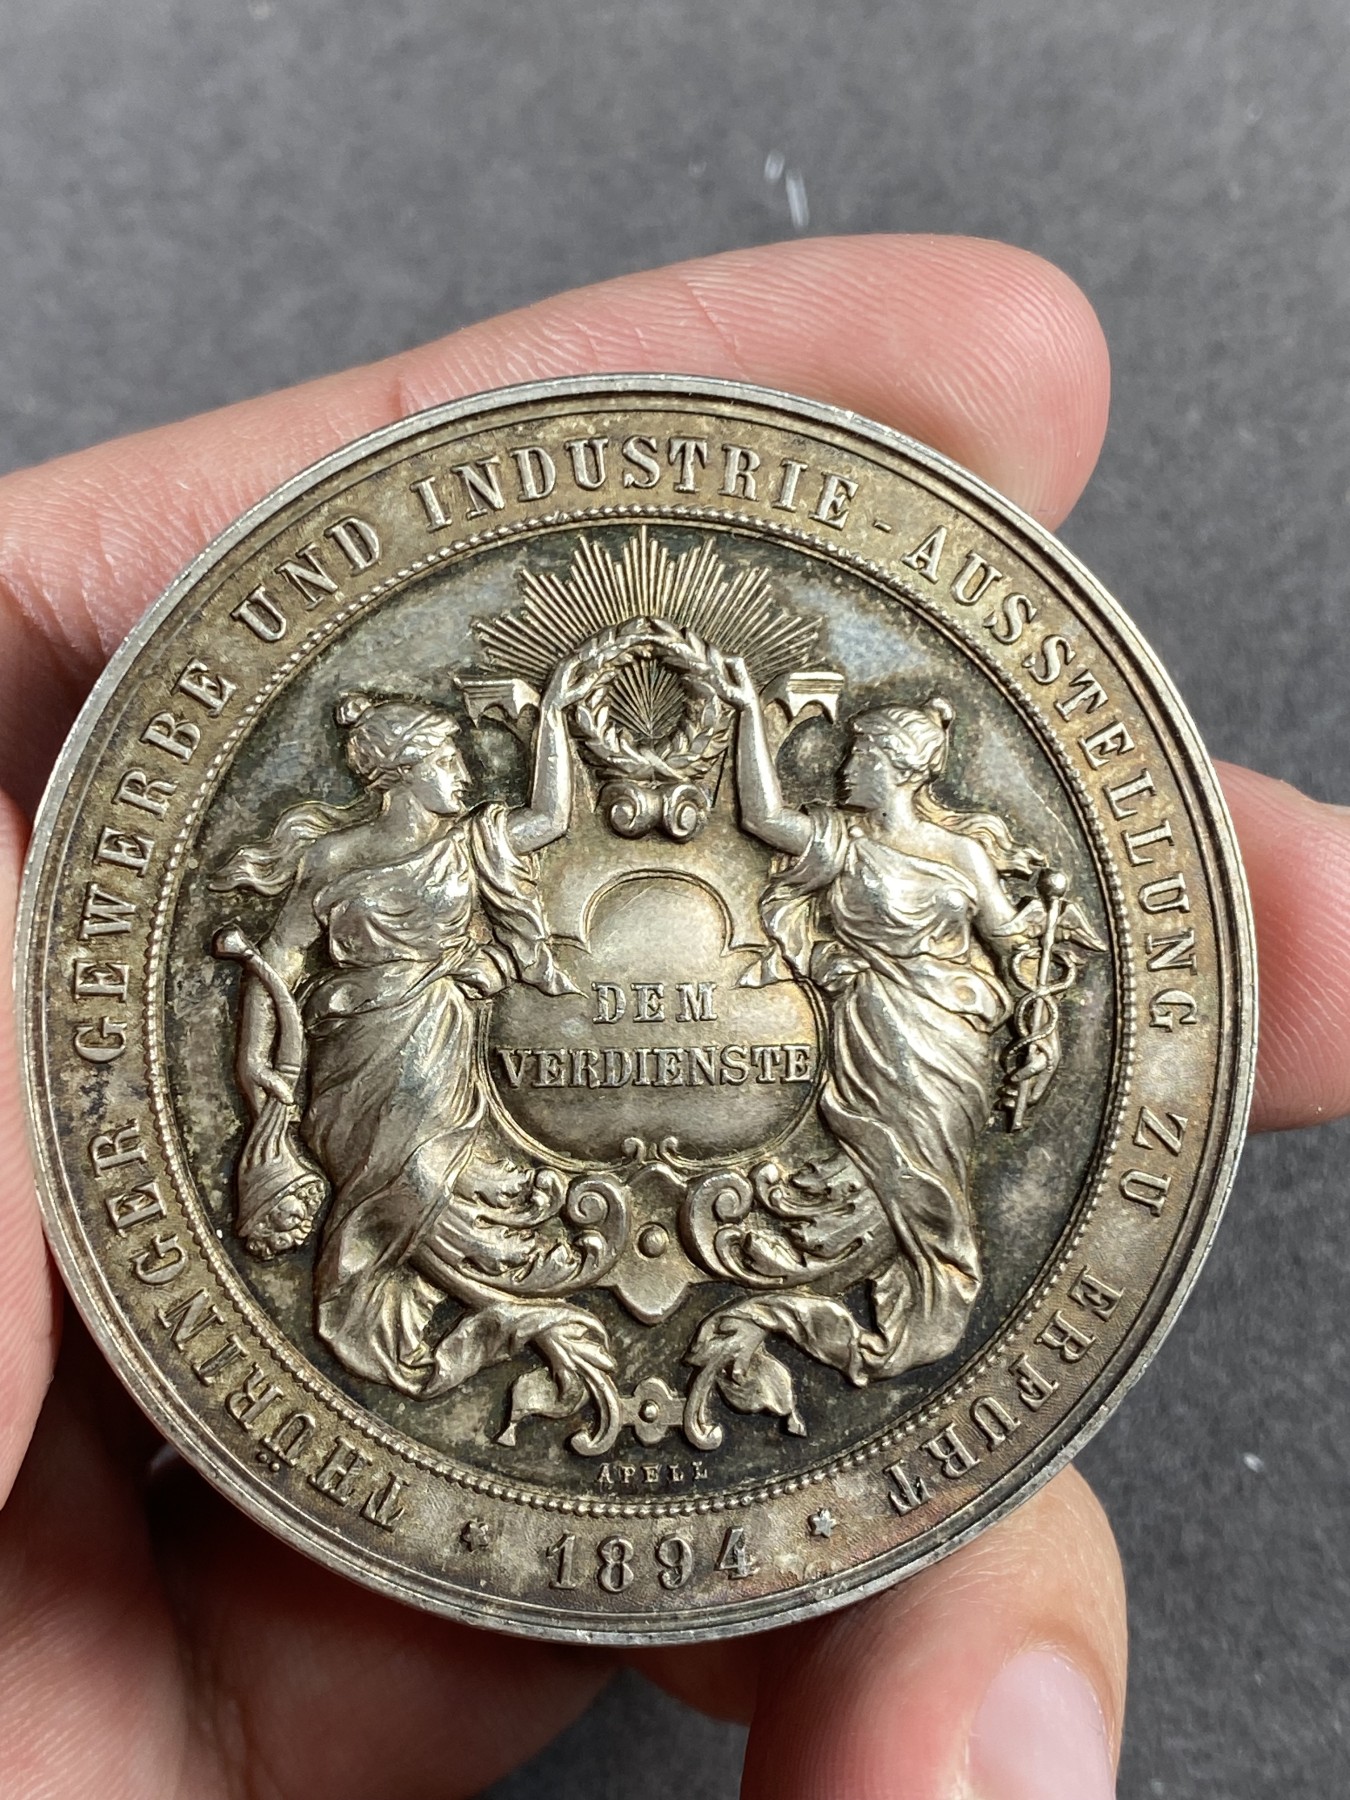 THÜRINGER GEWERBE UND INDUSTRIE-AUSSTELLUNG ZU ERFURT
DEM
VERDIENSTE
APELL
* 1894 *